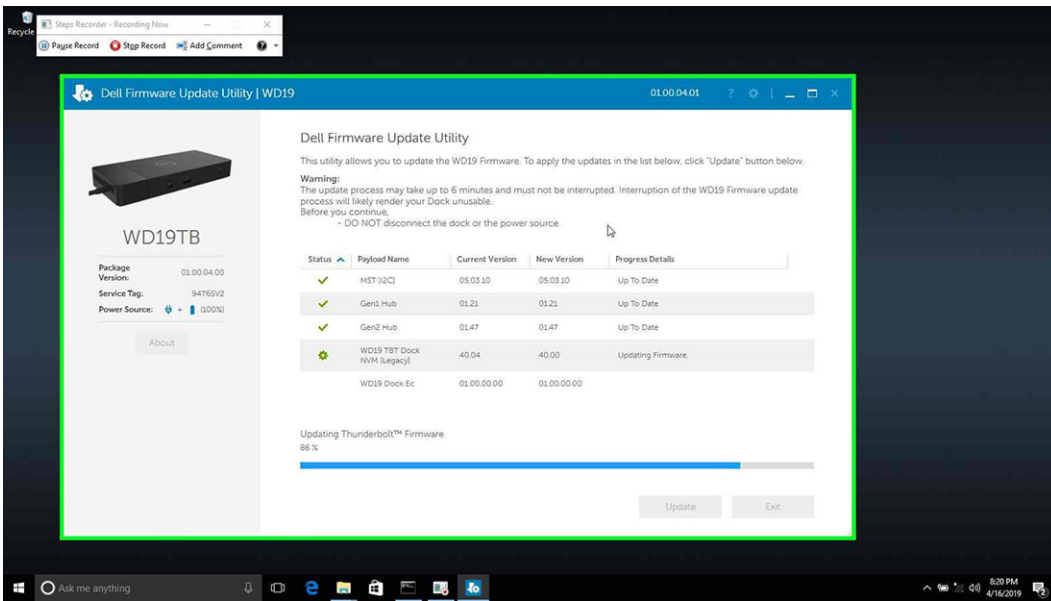 Recycle
Steps Recorder - Recording Now
Pause Record Stop Record Add Comment
Dell Firmware Update Utility | WD19 01.00.04.01
WD19TB
Package Version: 01.00.04.00
Service Tag: 94T65V2
Power Source: + (100%)
About
Dell Firmware Update Utility
This utility allows you to update the WD19 Firmware. To apply the updates in the list below, click "Update" button below.
Warning:
The update process may take up to 6 minutes and must not be interrupted. Interruption of the WD19 Firmware update
process will likely render your Dock unusable.
Before you continue,
- DO NOT disconnect the dock or the power source.
Status Payload Name Current Version New Version Progress Details
MST [I2C] 05.03.10 05.03.10 Up To Date
Gen1 Hub 01.21 01.21 Up To Date
Gen2 Hub 01.47 01.47 Up To Date
WD19 TBT Dock NVM [Legacy] 40.04 40.00 Updating Firmware.
WD19 Dock Ec 01.00.00.00 01.00.00.00
Updating Thunderbolt™ Firmware
86 %
Update Exit
Ask me anything
8:20 PM
4/16/2019
2